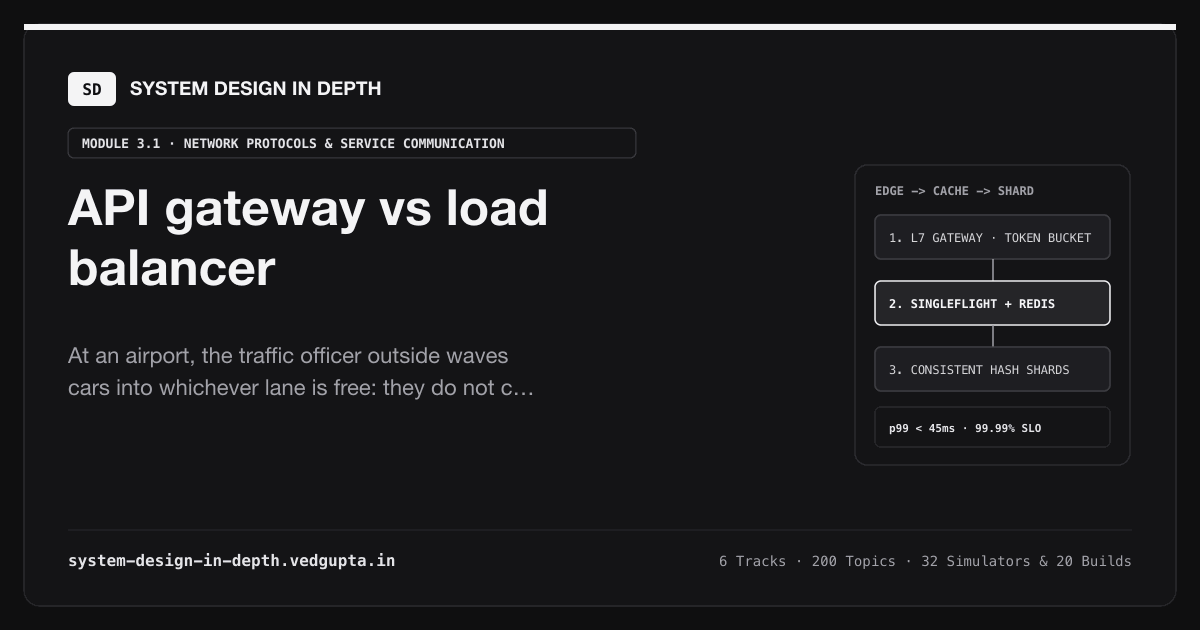 SD SYSTEM DESIGN IN DEPTH
MODULE 3.1 · NETWORK PROTOCOLS & SERVICE COMMUNICATION
API gateway vs load
balancer
At an airport, the traffic officer outside waves
cars into whichever lane is free: they do not c…
EDGE —> CACHE —> SHARD
1. L7 GATEWAY · TOKEN BUCKET
2. SINGLEFLIGHT + REDIS
3. CONSISTENT HASH SHARDS
p99 < 45ms · 99.99% SLO
system-design-in-depth.vedgupta.in
6 Tracks · 200 Topics · 32 Simulators & 20 Builds